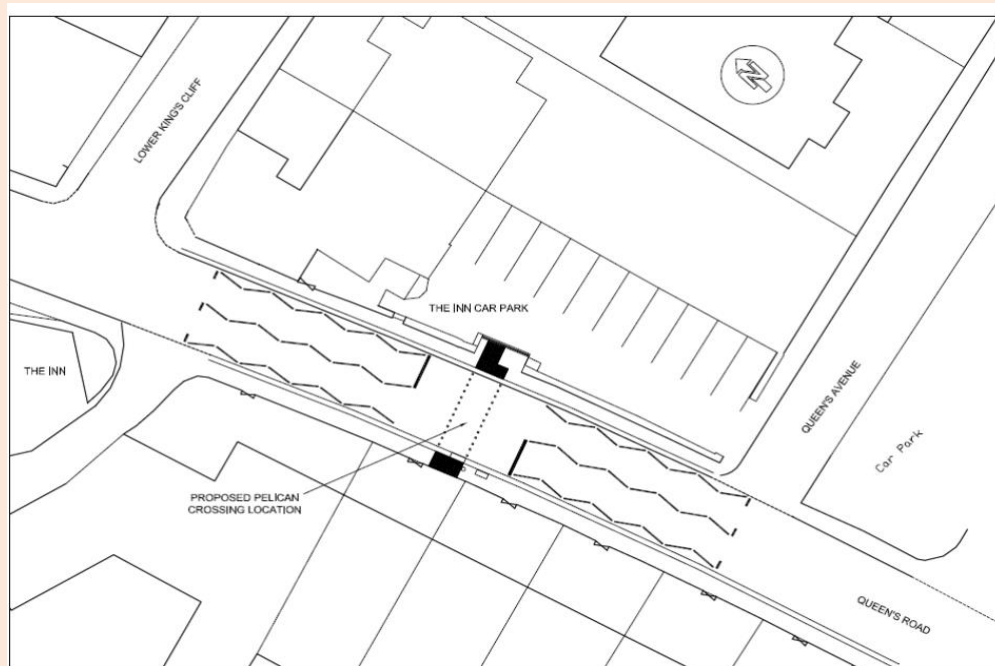 LOWER KING'S CLIFF
N
THE INN CAR PARK
THE INN
QUEEN'S AVENUE
Car Park
PROPOSED PELICAN
CROSSING LOCATION
QUEEN'S ROAD